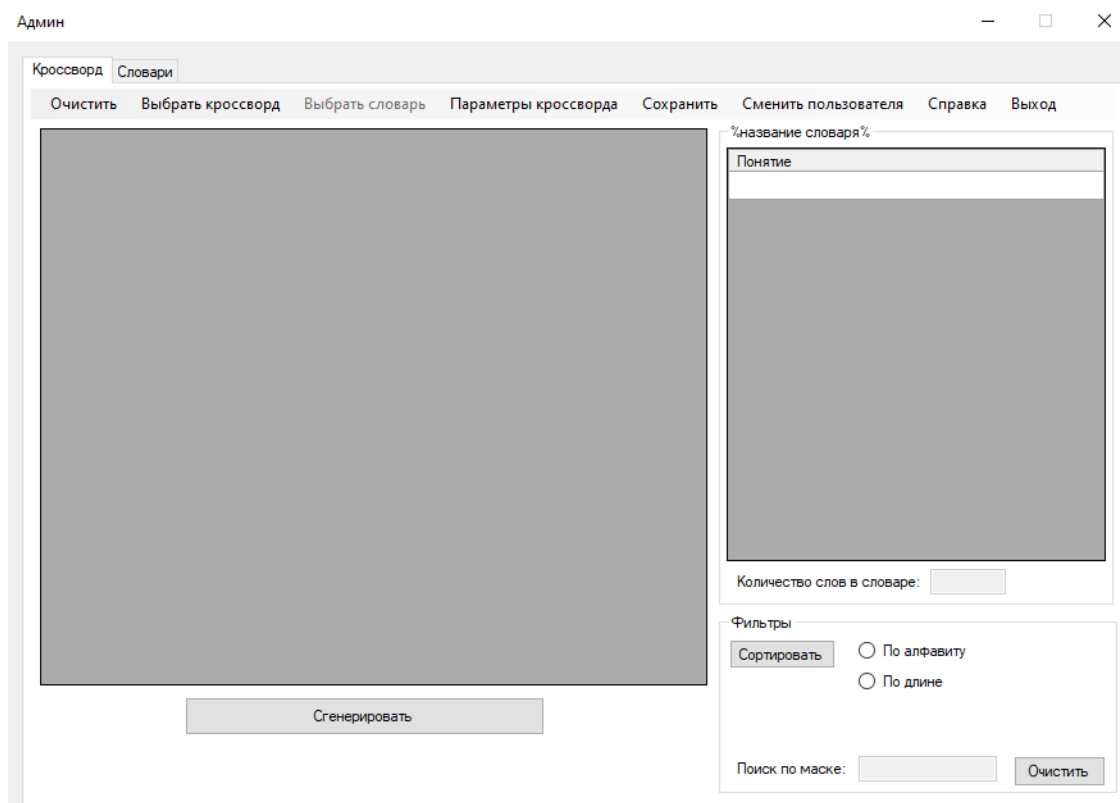 Админ
Кроссворд Словари
Очистить Выбрать кроссворд Выбрать словарь Параметры кроссворда Сохранить Сменить пользователя Справка Выход
%название словаря%
Понятие
Количество слов в словаре:
Фильтры
Сортировать По алфавиту
По длине
Сгенерировать
Поиск по маске: Очистить